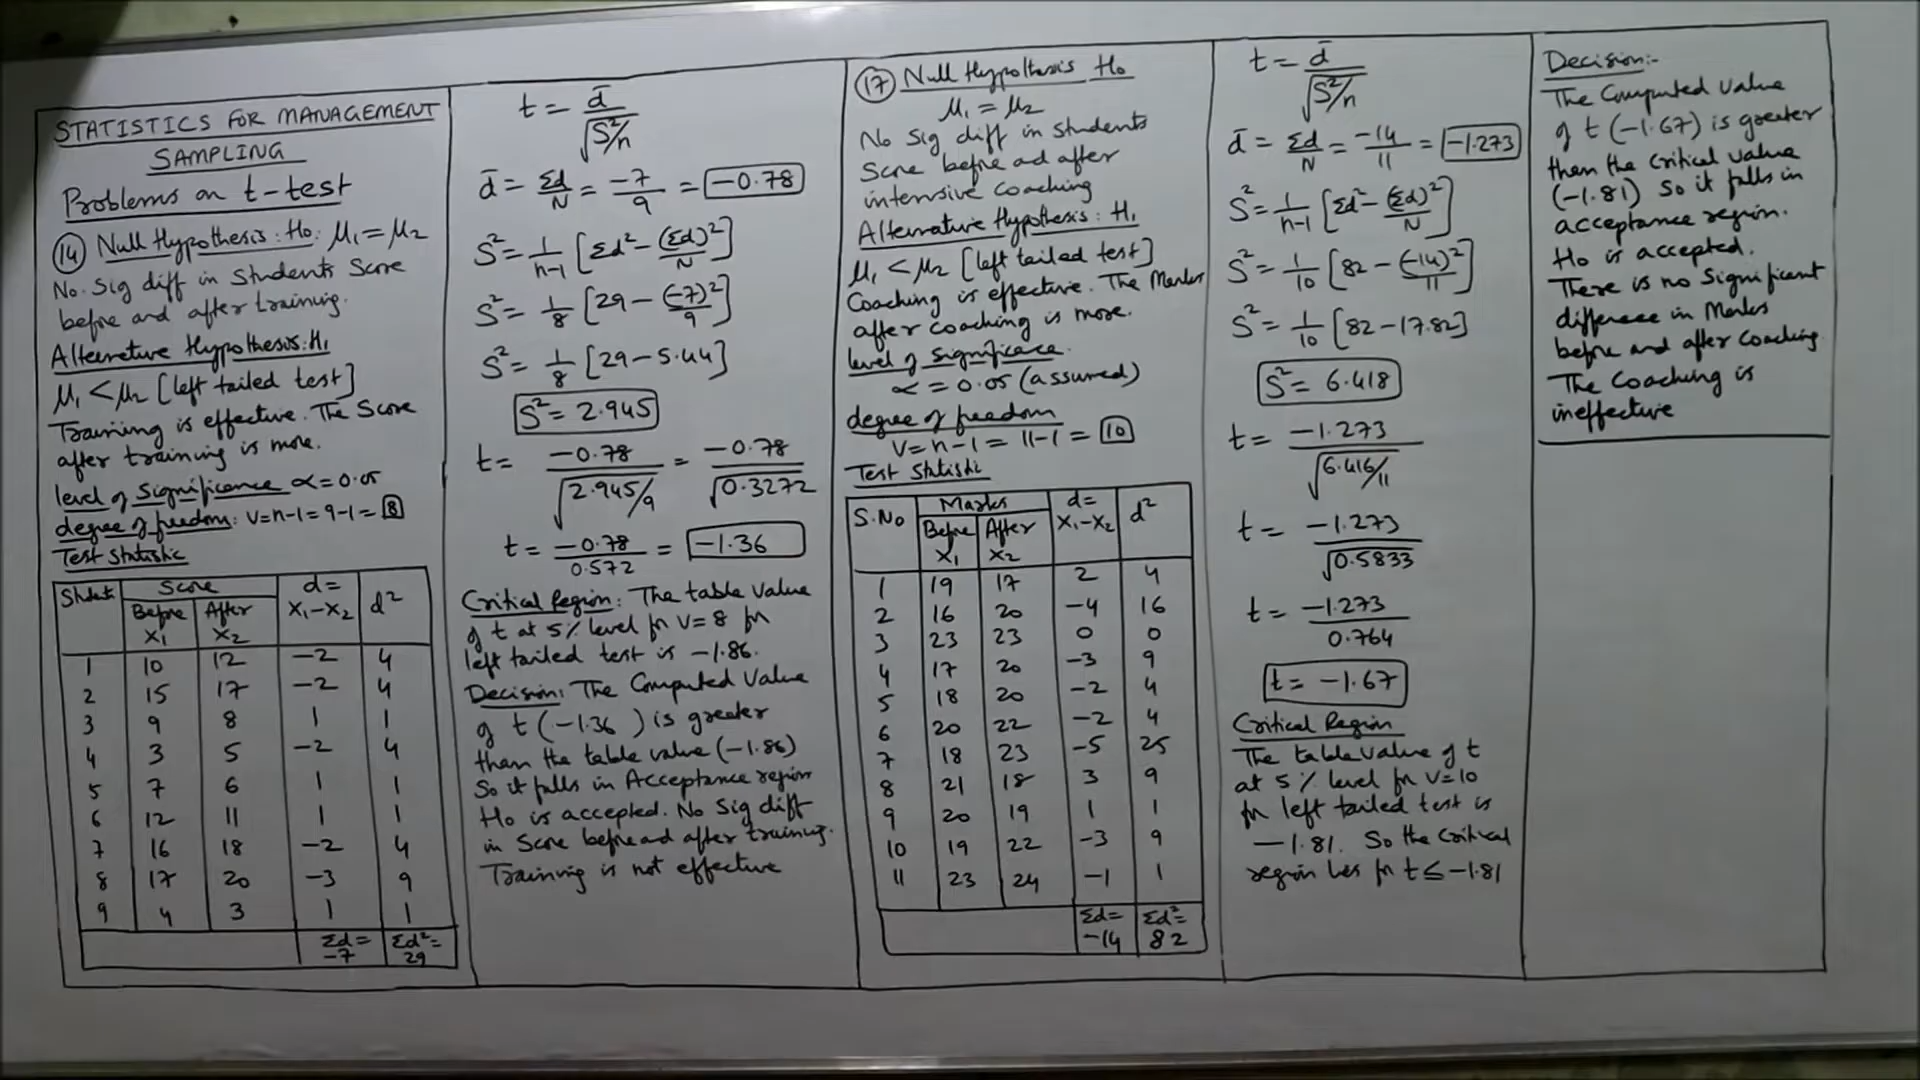 STATISTICS FOR MANAGEMENT
SAMPLING
Problems on t-test
(14) Null Hypothesis: H₀: μ₁ = μ₂
No. Sig diff in Students Score
before and after training.
Alternative Hypothesis: H₁
μ₁ < μ₂ [left tailed test]
Training is effective. The Score
after training is more.
level of Significance α = 0.05
degree of freedom: V = n-1 = 9-1 = 8
Test Statistic
Student Score d = x₁-x₂ d²
Before x₁ After x₂
1 10 12 -2 4
2 15 17 -2 4
3 9 8 1 1
4 3 5 -2 4
5 7 6 1 1
6 12 11 1 1
7 16 18 -2 4
8 17 20 -3 9
9 4 3 1 1
Σd = -7 Σd² = 29
t = d̄ / √(S²/n)
d̄ = Σd/N = -7/9 = -0.78
S² = 1/(n-1) [Σd² - (Σd)²/N]
S² = 1/8 [29 - (-7)²/9]
S² = 1/8 [29 - 5.44]
S² = 2.945
t = -0.78 / √(2.945/9) = -0.78 / √0.3272
t = -0.78/0.572 = -1.36
Critical Region: The table value
of t at 5% level for V = 8 for
left tailed test is -1.86.
Decision: The Computed Value
of t (-1.36) is greater
than the table value (-1.86)
So it falls in Acceptance region
H₀ is accepted. No Sig diff
in Score before and after training.
Training is not effective
(17) Null Hypothesis H₀
μ₁ = μ₂
No Sig diff in Students
Score before and after
intensive coaching
Alternative Hypothesis: H₁
μ₁ < μ₂ [left tailed test]
Coaching is effective. The Marks
after coaching is more.
level of significance
α = 0.05 (assured)
degree of freedom
V = n-1 = 11-1 = 10
Test Statistic
S.No Marks d = x₁-x₂ d²
Before x₁ After x₂
1 19 17 2 4
2 16 20 -4 16
3 23 23 0 0
4 17 20 -3 9
5 18 20 -2 4
6 20 22 -2 4
7 18 23 -5 25
8 21 18 3 9
9 20 19 1 1
10 19 22 -3 9
11 23 24 -1 1
Σd = -14 Σd² = 82
t = d̄ / √(S²/n)
d̄ = Σd/N = -14/11 = -1.273
S² = 1/(n-1) [Σd² - (Σd)²/N]
S² = 1/10 [82 - (-14)²/11]
S² = 1/10 [82 - 17.82]
S² = 6.418
t = -1.273 / √(6.416/11)
t = -1.273 / √0.5833
t = -1.273 / 0.764
t = -1.67
Critical Region
The table value of t
at 5% level for V = 10
for left tailed test is
-1.81. So the Critical
region lies for t ≤ -1.81
Decision:-
The Computed Value
of t (-1.67) is greater
than the Critical value
(-1.81) So it falls in
acceptance region.
H₀ is accepted.
There is no Significant
difference in Marks
before and after coaching
The Coaching is
ineffective